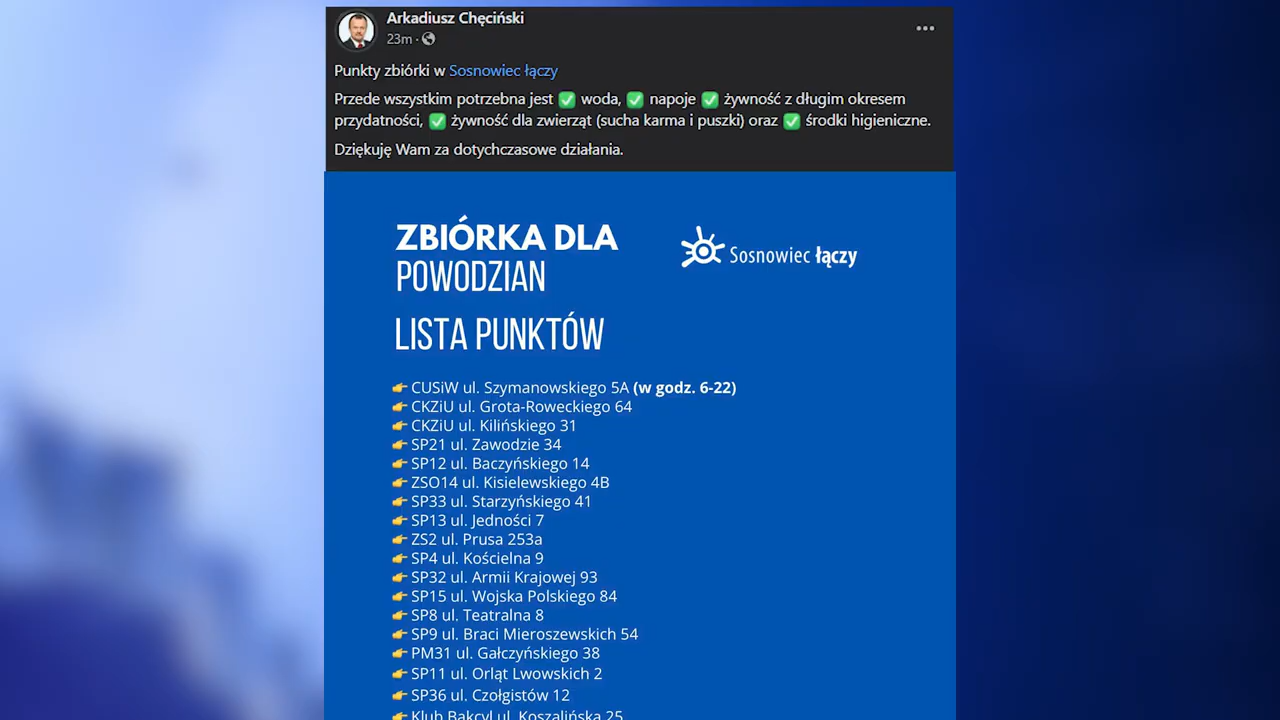 Arkadiusz Chęciński
23m ·
Punkty zbiórki w Sosnowiec łączy
Przede wszystkim potrzebna jest ✅ woda, ✅ napoje ✅ żywność z długim okresem
przydatności, ✅ żywność dla zwierząt (sucha karma i puszki) oraz ✅ środki higieniczne.
Dziękuję Wam za dotychczasowe działania.
ZBIÓRKA DLA
POWODZIAN
Sosnowiec łączy
LISTA PUNKTÓW
👉 CUSiW ul. Szymanowskiego 5A (w godz. 6-22)
👉 CKZiU ul. Grota-Roweckiego 64
👉 CKZiU ul. Kilińskiego 31
👉 SP21 ul. Zawodzie 34
👉 SP12 ul. Baczyńskiego 14
👉 ZSO14 ul. Kisielewskiego 4B
👉 SP33 ul. Starzyńskiego 41
👉 SP13 ul. Jedności 7
👉 ZS2 ul. Prusa 253a
👉 SP4 ul. Kościelna 9
👉 SP32 ul. Armii Krajowej 93
👉 SP15 ul. Wojska Polskiego 84
👉 SP8 ul. Teatralna 8
👉 SP9 ul. Braci Mieroszewskich 54
👉 PM31 ul. Gałczyńskiego 38
👉 SP11 ul. Orląt Lwowskich 2
👉 SP36 ul. Czołgistów 12
👉 Klub Bakcyl ul. Koszalińska 25